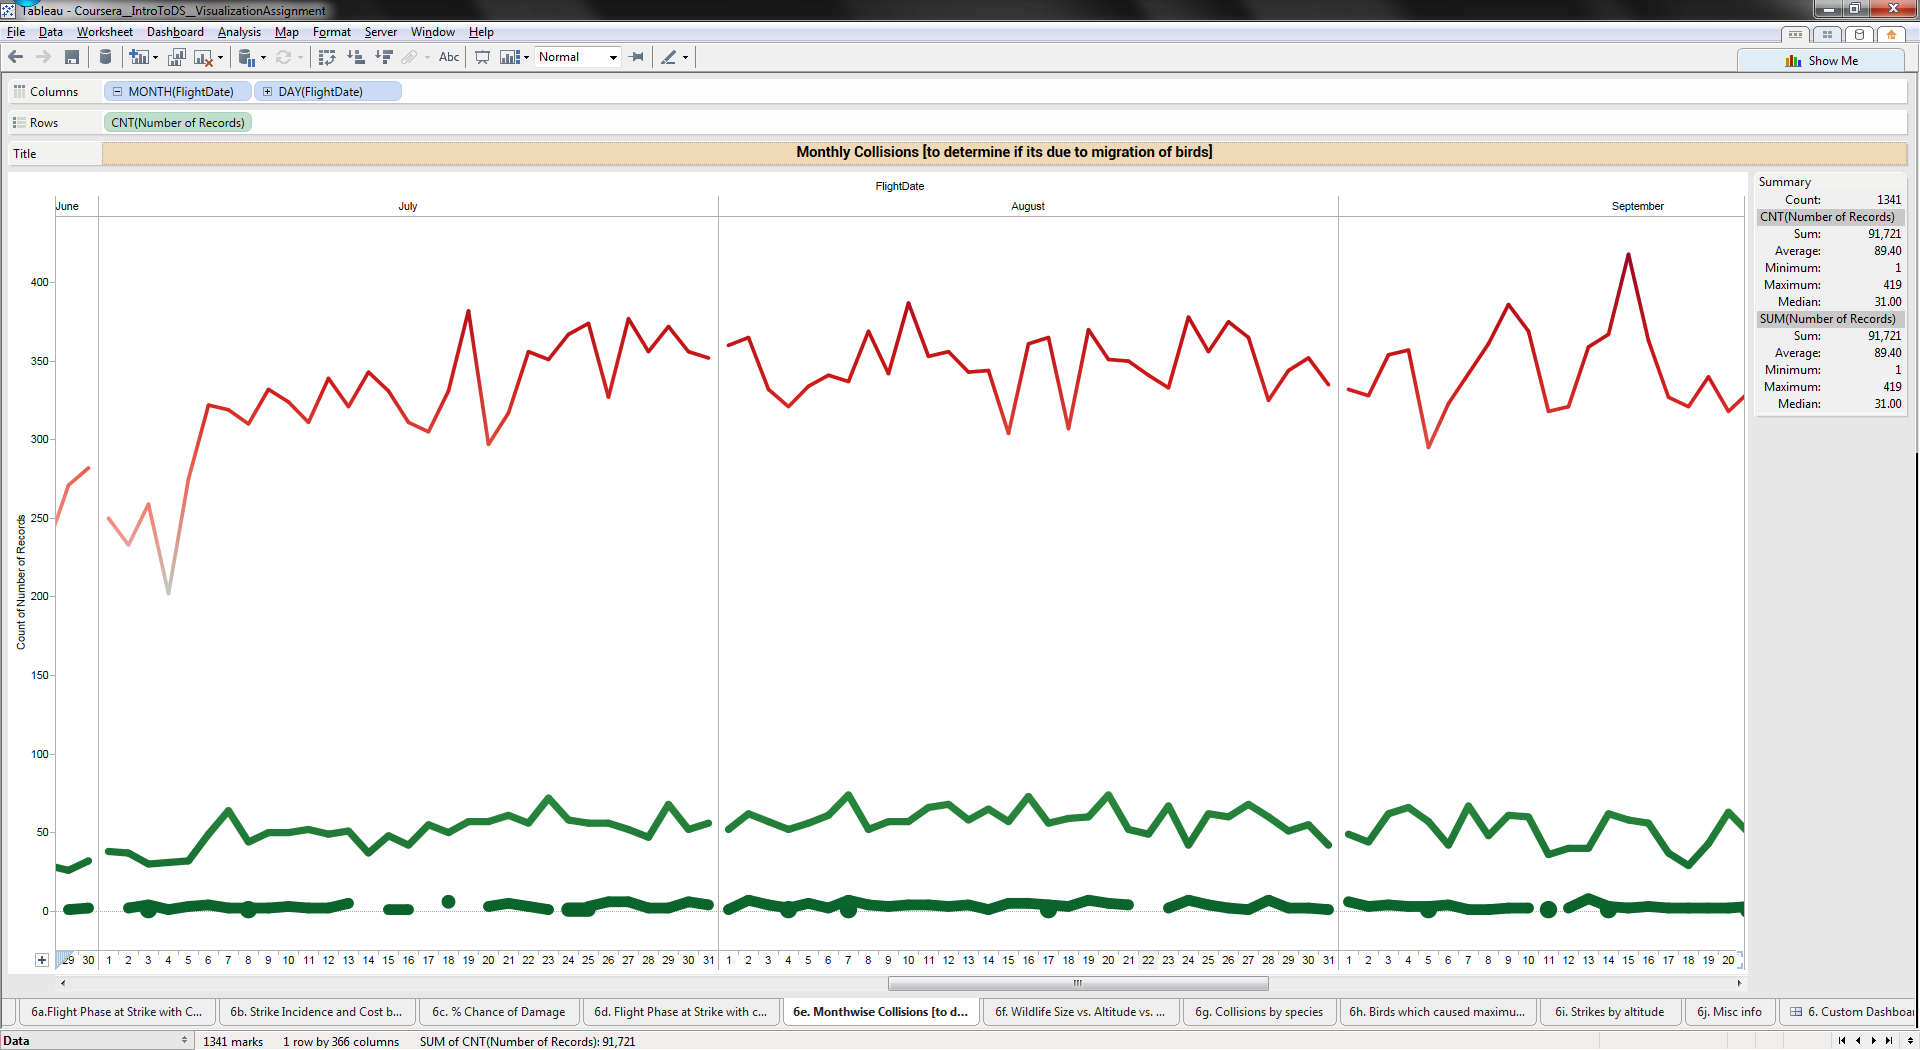 Tableau - Coursera__IntroToDS__VisualizationAssignment
File Data Worksheet Dashboard Analysis Map Format Server Window Help
Abc Normal Show Me
Columns MONTH(FlightDate) DAY(FlightDate)
Rows CNT(Number of Records)
Title Monthly Collisions [to determine if its due to migration of birds]
FlightDate
June July August September
400
350
300
250
200
150
100
50
0
Count of Number of Records
29 30 1 2 3 4 5 6 7 8 9 10 11 12 13 14 15 16 17 18 19 20 21 22 23 24 25 26 27 28 29 30 31 1 2 3 4 5 6 7 8 9 10 11 12 13 14 15 16 17 18 19 20 21 22 23 24 25 26 27 28 29 30 31 1 2 3 4 5 6 7 8 9 10 11 12 13 14 15 16 17 18 19 20
Summary
Count: 1341
CNT(Number of Records)
Sum: 91,721
Average: 89.40
Minimum: 1
Maximum: 419
Median: 31.00
SUM(Number of Records)
Sum: 91,721
Average: 89.40
Minimum: 1
Maximum: 419
Median: 31.00
6a.Flight Phase at Strike with C... 6b. Strike Incidence and Cost b... 6c. % Chance of Damage 6d. Flight Phase at Strike with c... 6e. Monthwise Collisions [to d... 6f. Wildlife Size vs. Altitude vs. ... 6g. Collisions by species 6h. Birds which caused maximu... 6i. Strikes by altitude 6j. Misc info 6. Custom Dashboa
Data 1341 marks 1 row by 366 columns SUM of CNT(Number of Records): 91,721